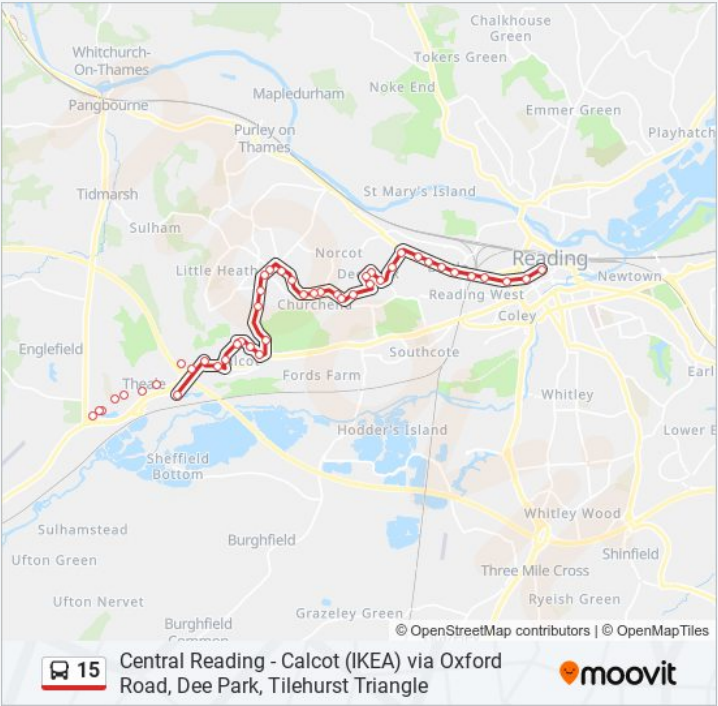 Chalkhouse
Green
Whitchurch-
On-Thames
Tokers Green
Noke End
Mapledurham
Pangbourne
Emmer Green
Purley on
Thames
Playhatch
St Mary's Island
Tidmarsh
Sulham
Norcot
Reading
Little Heath
Newtown
Reading West
Coley
Englefield
Southcote
Theale
Fords Farm
Earl
Whitley
Hodder's Island
Lower E
Sheffield
Bottom
Whitley Wood
Sulhamstead
Burghfield
Shinfield
Ufton Green
Three Mile Cross
Ufton Nervet
Ryeish Green
Grazeley Green
Burghfield
Common
© OpenStreetMap contributors | © OpenMapTiles
15
Central Reading - Calcot (IKEA) via Oxford
Road, Dee Park, Tilehurst Triangle
moovit